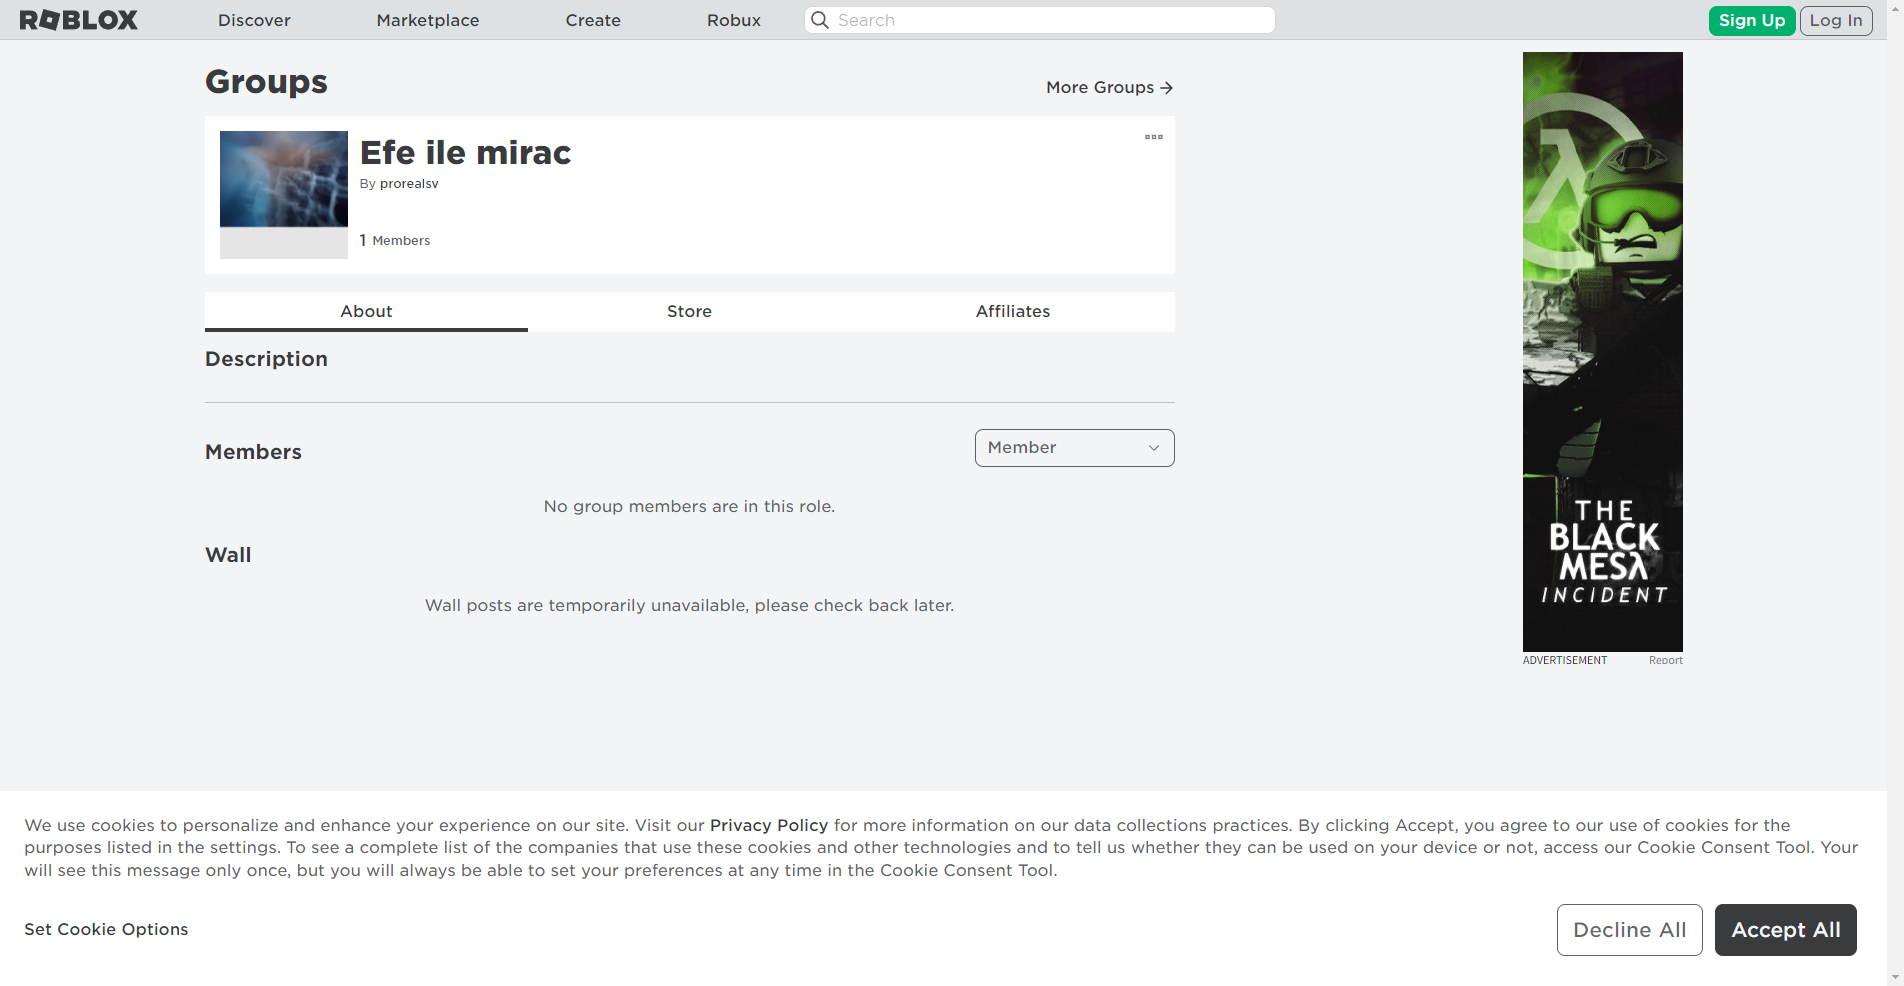 ROBLOX
Discover
Marketplace
Create
Robux
Search
Sign Up
Log In
Groups
More Groups
Efe ile mirac
By prorealsv
1 Members
About
Store
Affiliates
Description
Members
Member
No group members are in this role.
Wall
Wall posts are temporarily unavailable, please check back later.
THE
BLACK
MESλ
INCIDENT
ADVERTISEMENT
Report
We use cookies to personalize and enhance your experience on our site. Visit our Privacy Policy for more information on our data collections practices. By clicking Accept, you agree to our use of cookies for the
purposes listed in the settings. To see a complete list of the companies that use these cookies and other technologies and to tell us whether they can be used on your device or not, access our Cookie Consent Tool. Your
will see this message only once, but you will always be able to set your preferences at any time in the Cookie Consent Tool.
Set Cookie Options
Decline All
Accept All